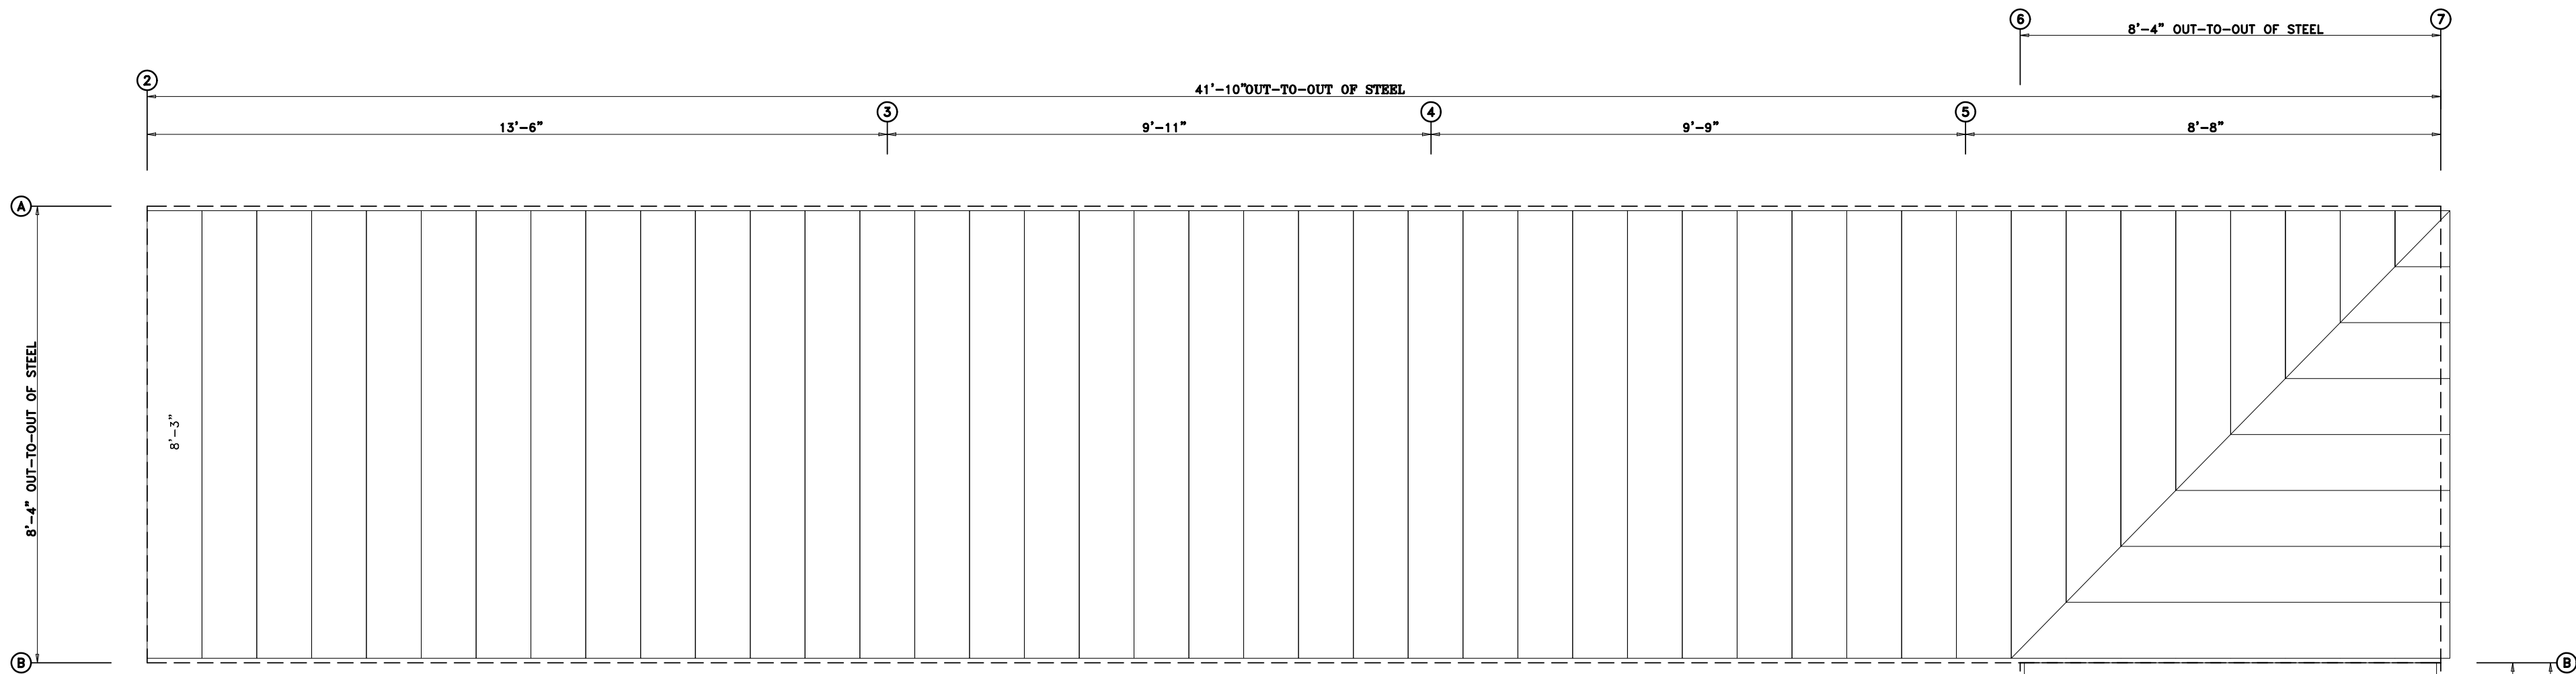 6
7
8'-4" OUT-TO-OUT OF STEEL
2
41'-10"OUT-TO-OUT OF STEEL
3
4
5
13'-6"
9'-11"
9'-9"
8'-8"
A
8'-4" OUT-TO-OUT OF STEEL
8'-3"
B
B